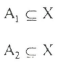 A₁ ⊆ X
A₂ ⊆ X